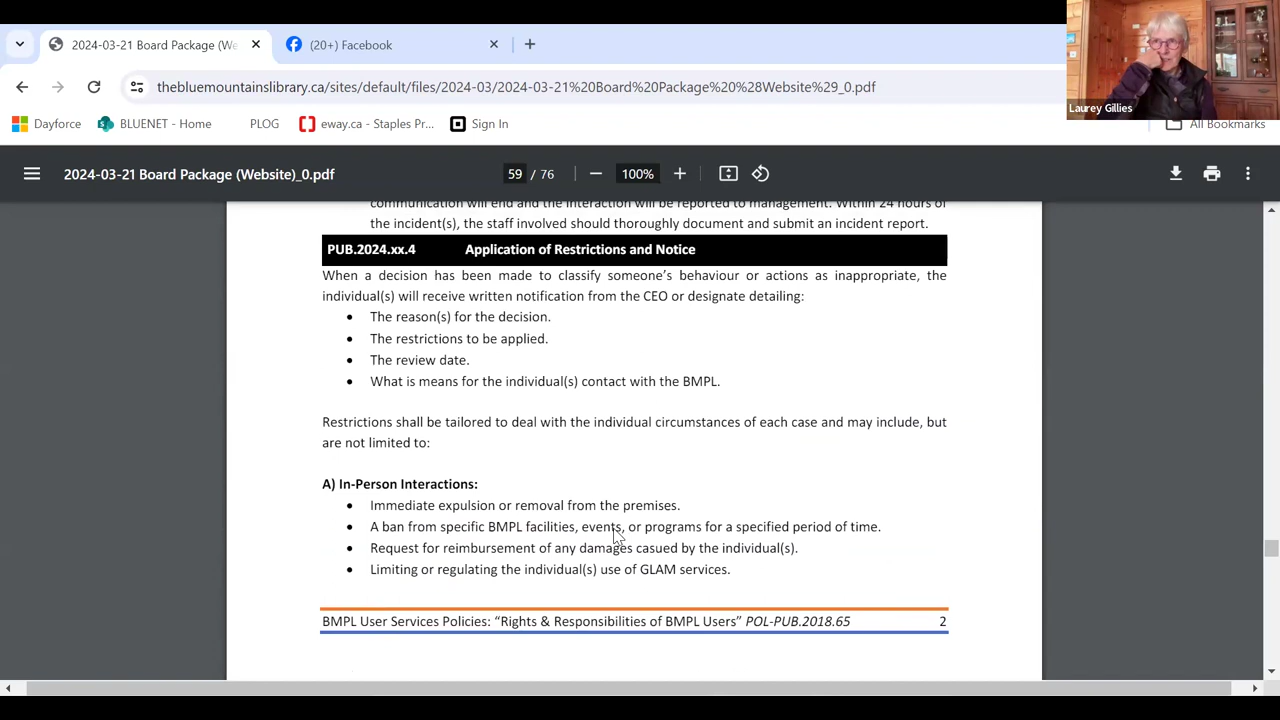 2024-03-21 Board Package (We
(20+) Facebook
thebluemountainslibrary.ca/sites/default/files/2024-03/2024-03-21%20Board%20Package%20%28Website%29_0.pdf
Laurey Gillies
Dayforce
BLUENET - Home
PLOG
eway.ca - Staples Pr...
Sign In
All Bookmarks
2024-03-21 Board Package (Website)_0.pdf
59 / 76
100%
communication will end and the interaction will be reported to management. Within 24 hours of
the incident(s), the staff involved should thoroughly document and submit an incident report.
PUB.2024.xx.4 Application of Restrictions and Notice
When a decision has been made to classify someone's behaviour or actions as inappropriate, the
individual(s) will receive written notification from the CEO or designate detailing:
• The reason(s) for the decision.
• The restrictions to be applied.
• The review date.
• What is means for the individual(s) contact with the BMPL.
Restrictions shall be tailored to deal with the individual circumstances of each case and may include, but
are not limited to:
A) In-Person Interactions:
• Immediate expulsion or removal from the premises.
• A ban from specific BMPL facilities, events, or programs for a specified period of time.
• Request for reimbursement of any damages casued by the individual(s).
• Limiting or regulating the individual(s) use of GLAM services.
BMPL User Services Policies: "Rights & Responsibilities of BMPL Users" POL-PUB.2018.65 2